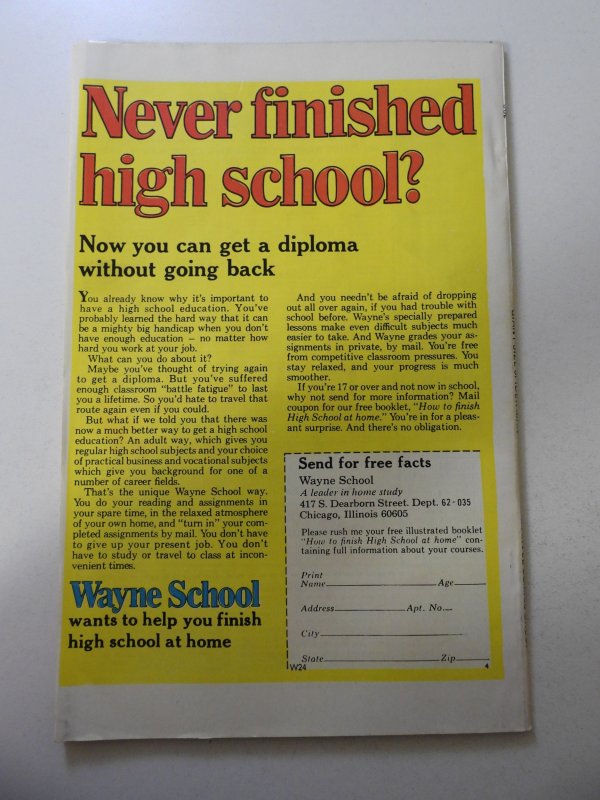 Never finished
high school?
Now you can get a diploma
without going back
You already know why it's important to
have a high school education. You've
probably learned the hard way that it can
be a mighty big handicap when you don't
have enough education – no matter how
hard you work at your job.
What can you do about it?
Maybe you've thought of trying again
to get a diploma. But you've suffered
enough classroom "battle fatigue" to last
you a lifetime. So you'd hate to travel that
route again even if you could.
But what if we told you that there was
now a much better way to get a high school
education? An adult way, which gives you
regular high school subjects and your choice
of practical business and vocational subjects
which give you background for one of a
number of career fields.
That's the unique Wayne School way.
You do your reading and assignments in
your spare time, in the relaxed atmosphere
of your own home, and "turn in" your com-
pleted assignments by mail. You don't have
to give up your present job. You don't
have to study or travel to class at incon-
venient times.
Wayne School
wants to help you finish
high school at home
And you needn't be afraid of dropping
out all over again, if you had trouble with
school before. Wayne's specially prepared
lessons make even difficult subjects much
easier to take. And Wayne grades your as-
signments in private, by mail. You're free
from competitive classroom pressures. You
stay relaxed, and your progress is much
smoother.
If you're 17 or over and not now in school,
why not send for more information? Mail
coupon for our free booklet, "How to finish
High School at home." You're in for a pleas-
ant surprise. And there's no obligation.
Send for free facts
Wayne School
A leader in home study
417 S. Dearborn Street. Dept. 62-035
Chicago, Illinois 60605
Please rush me your free illustrated booklet
"How to finish High School at home" con-
taining full information about your courses.
Print
Name Age
Address Apt. No.
City
State Zip
W24 4